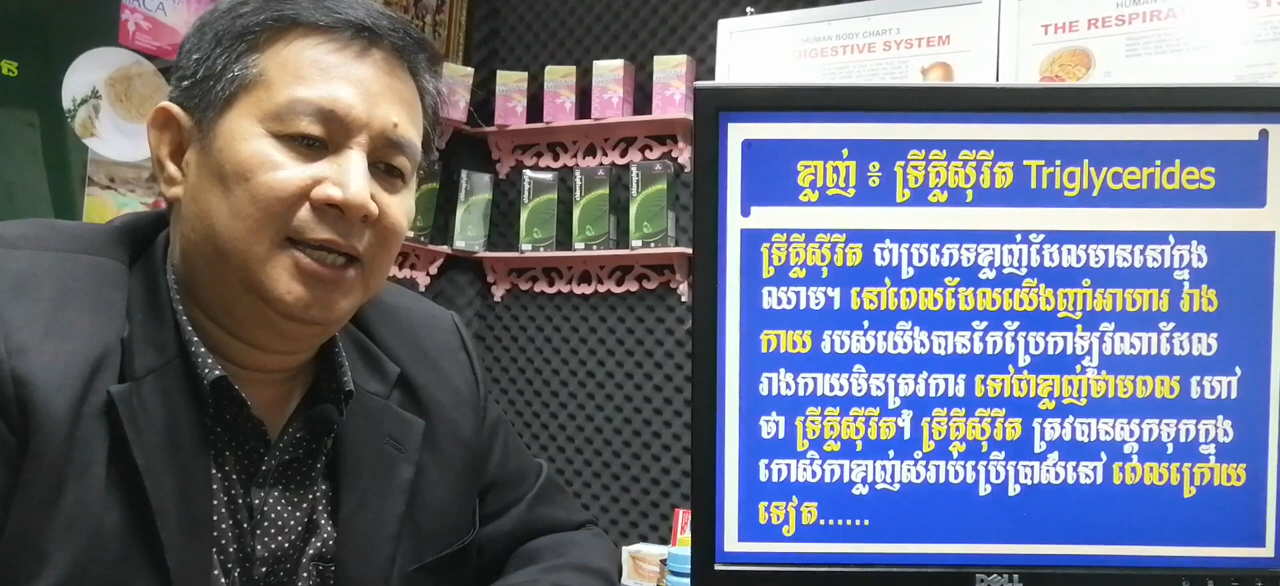 MACA
HUMAN BODY CHART 3
DIGESTIVE SYSTEM
THE
ខ្លាញ់ ៖ ទ្រីគ្លីស៊ីរីត Triglycerides
ទ្រីគ្លីស៊ីរីត ជាប្រភេទខ្លាញ់ដែលមាននៅក្នុង
ឈាម។ នៅពេលដែលយើងញ៉ាំអាហារ រាង
កាយ របស់យើងបានកែប្រែកាឡូរីណាដែល
រាងកាយមិនត្រូវការ ទៅជាខ្លាញ់ថាមពល ហៅ
ថា ទ្រីគ្លីស៊ីរីត។ ទ្រីគ្លីស៊ីរីត ត្រូវបានស្តុកទុកក្នុង
កោសិកាខ្លាញ់សំរាប់ប្រើប្រាស់នៅ ពេលក្រោយ
ទៀត......
chlorophyll
chlorophyll
chlorophyll
chlorophyll
DELL